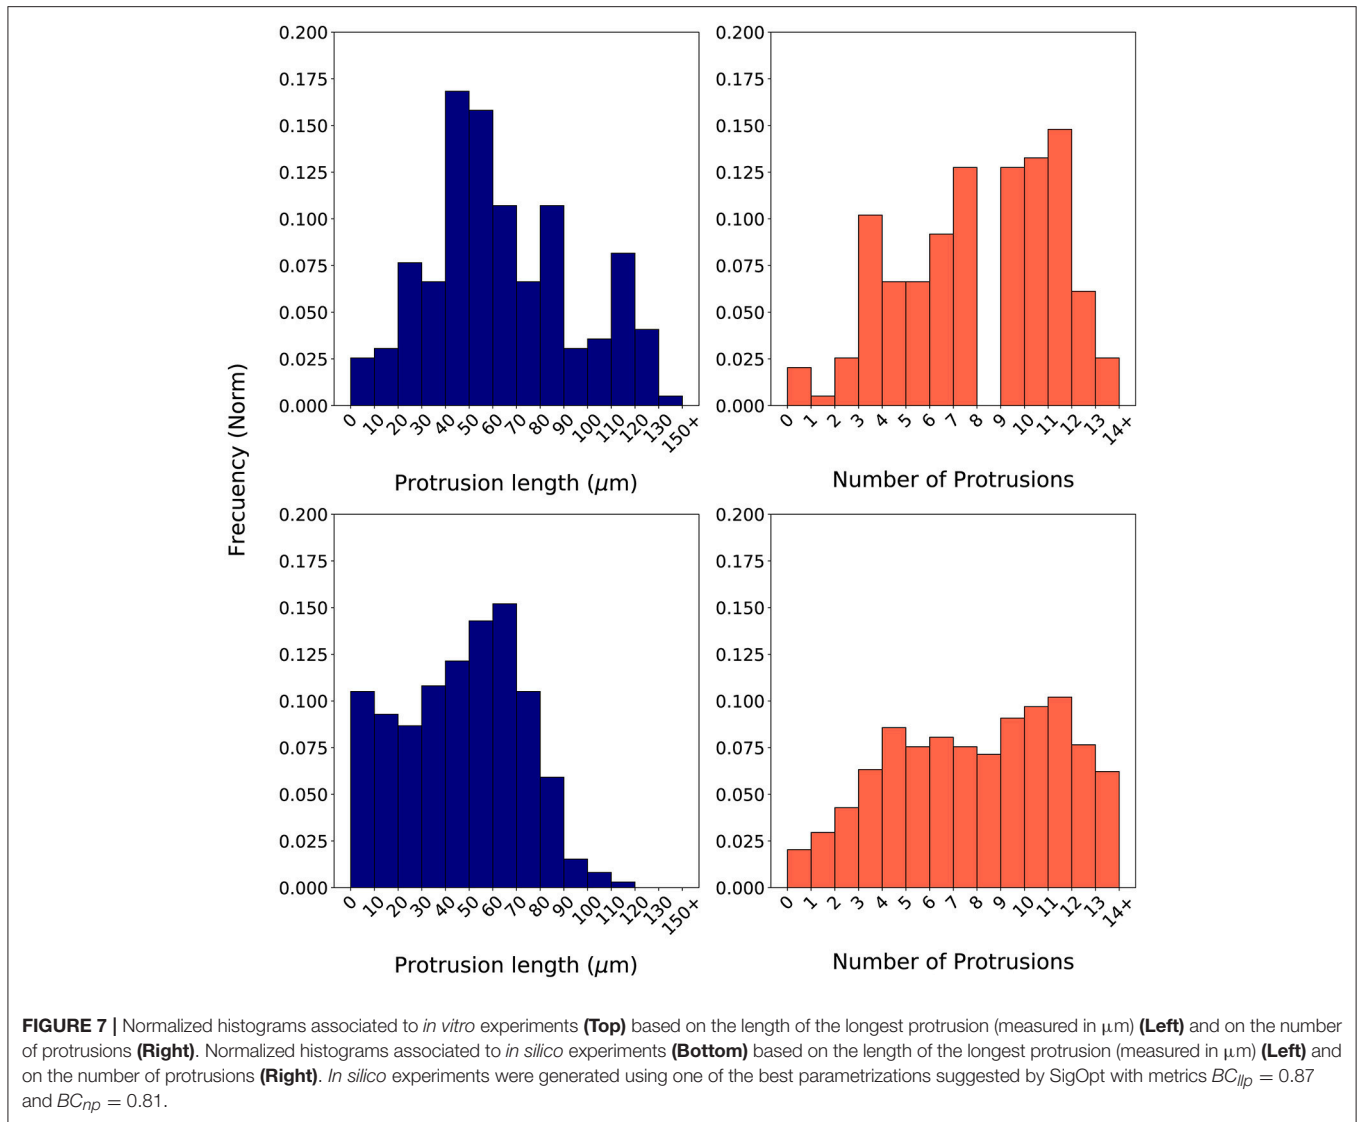 0.200
0.175
0.150
0.125
0.100
0.075
0.050
0.025
0.000
0 10 20 30 40 50 60 70 80 90 100 110 120 130 150+
Protrusion length (μm)
0.200
0.175
0.150
0.125
0.100
0.075
0.050
0.025
0.000
0 1 2 3 4 5 6 7 8 9 10 11 12 13 14+
Number of Protrusions
Frecuency (Norm)
0.200
0.175
0.150
0.125
0.100
0.075
0.050
0.025
0.000
0 10 20 30 40 50 60 70 80 90 100 110 120 130 150+
Protrusion length (μm)
0.200
0.175
0.150
0.125
0.100
0.075
0.050
0.025
0.000
0 1 2 3 4 5 6 7 8 9 10 11 12 13 14+
Number of Protrusions
FIGURE 7 | Normalized histograms associated to in vitro experiments (Top) based on the length of the longest protrusion (measured in μm) (Left) and on the number
of protrusions (Right). Normalized histograms associated to in silico experiments (Bottom) based on the length of the longest protrusion (measured in μm) (Left) and
on the number of protrusions (Right). In silico experiments were generated using one of the best parametrizations suggested by SigOpt with metrics BCllp = 0.87
and BCnp = 0.81.